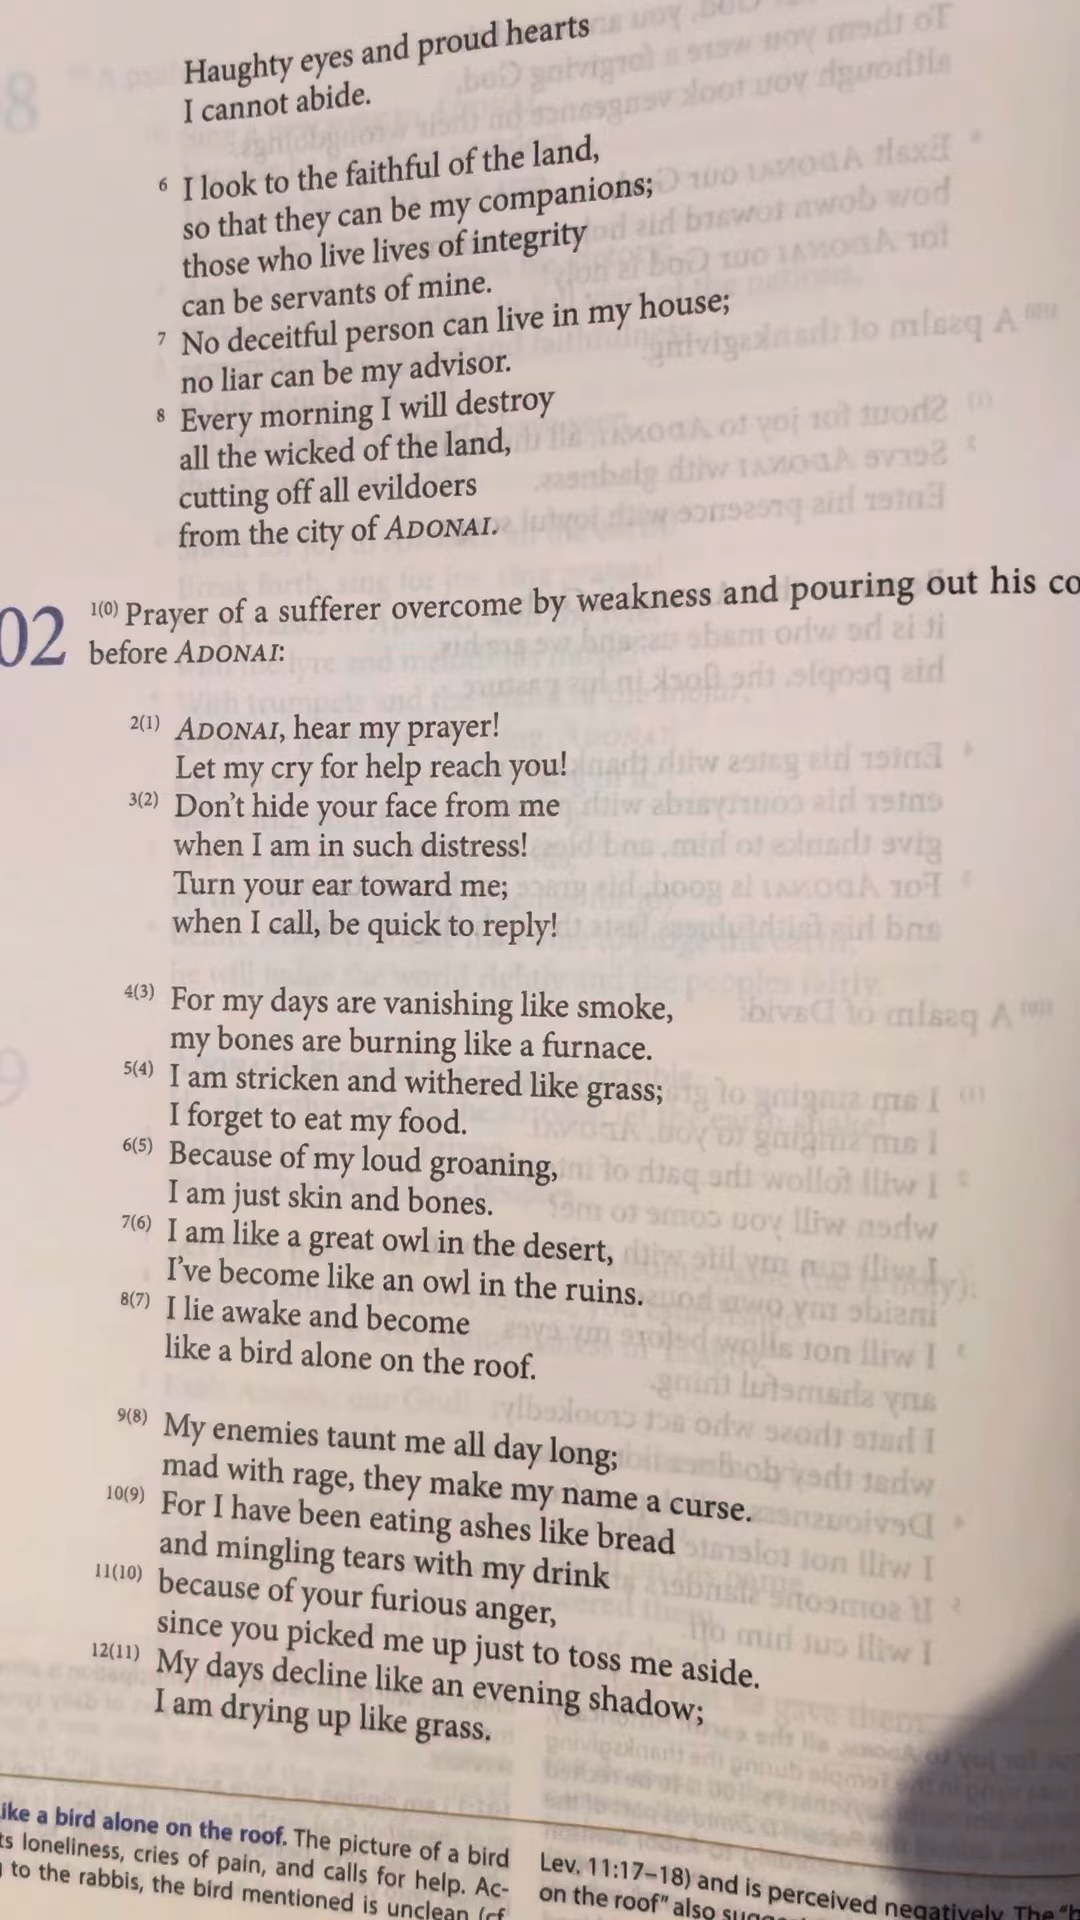 Haughty eyes and proud hearts
I cannot abide.
6 I look to the faithful of the land,
so that they can be my companions;
those who live lives of integrity
can be servants of mine.
7 No deceitful person can live in my house;
no liar can be my advisor.
8 Every morning I will destroy
all the wicked of the land,
cutting off all evildoers
from the city of ADONAI.
02 1(0) Prayer of a sufferer overcome by weakness and pouring out his co
before ADONAI:
2(1) ADONAI, hear my prayer!
Let my cry for help reach you!
3(2) Don't hide your face from me
when I am in such distress!
Turn your ear toward me;
when I call, be quick to reply!
4(3) For my days are vanishing like smoke,
my bones are burning like a furnace.
5(4) I am stricken and withered like grass;
I forget to eat my food.
6(5) Because of my loud groaning,
I am just skin and bones.
7(6) I am like a great owl in the desert,
I've become like an owl in the ruins.
8(7) I lie awake and become
like a bird alone on the roof.
9(8) My enemies taunt me all day long;
mad with rage, they make my name a curse.
10(9) For I have been eating ashes like bread
and mingling tears with my drink
11(10) because of your furious anger,
since you picked me up just to toss me aside.
12(11) My days decline like an evening shadow;
I am drying up like grass.
ike a bird alone on the roof. The picture of a bird
ts loneliness, cries of pain, and calls for help. Ac-
to the rabbis, the bird mentioned is unclean (cf
Lev. 11:17–18) and is perceived negatively. The "b
on the roof" also